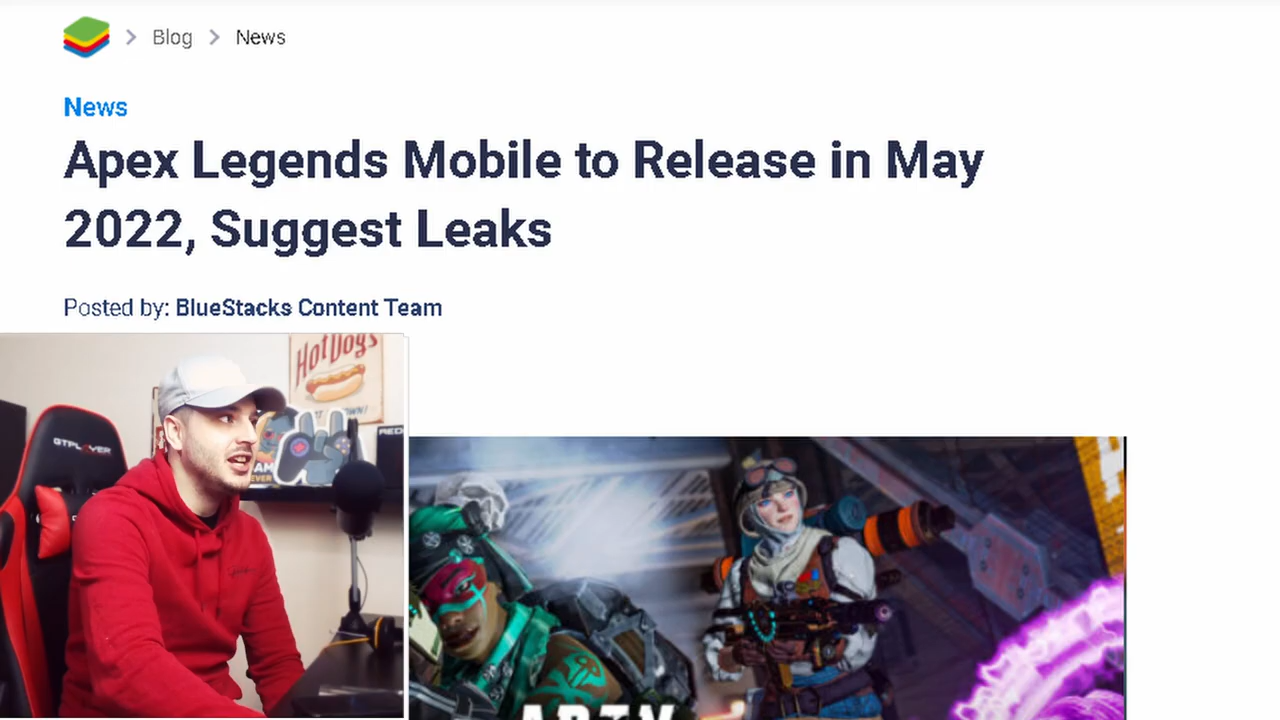 Blog
News
News
Apex Legends Mobile to Release in May
2022, Suggest Leaks
Posted by: BlueStacks Content Team
Hot Dogs
GTPLAYER